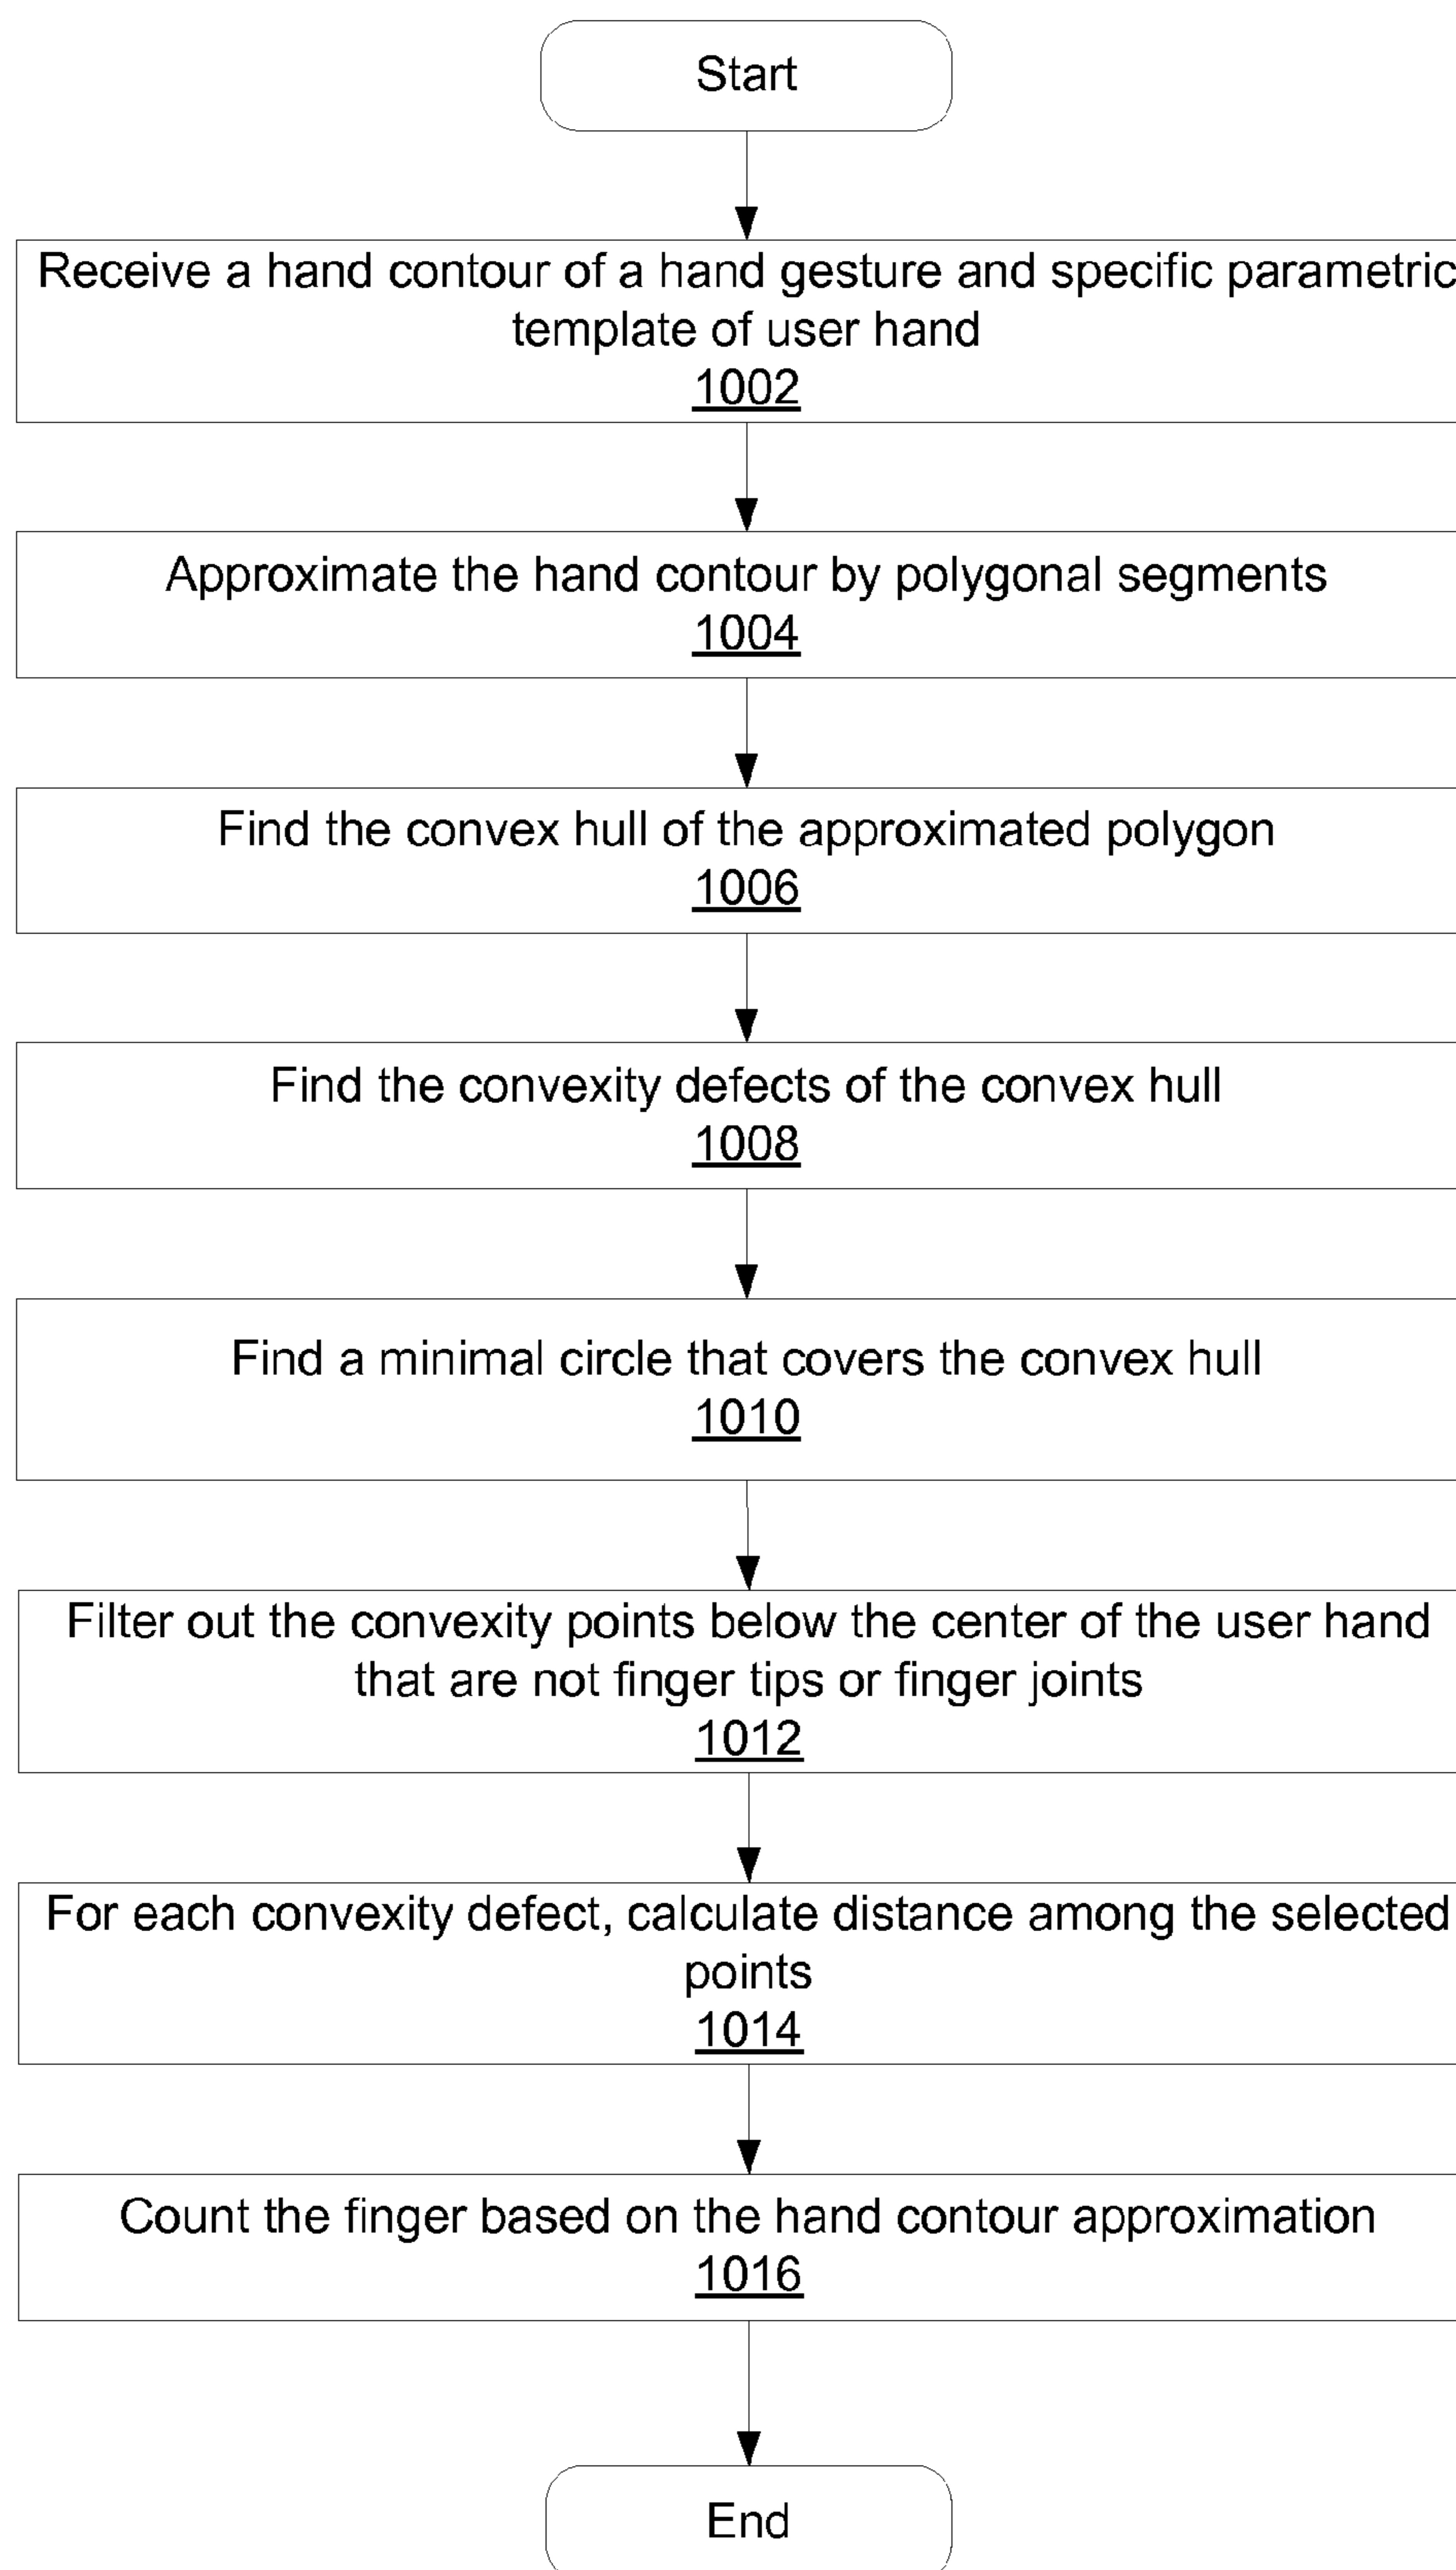 Start
Receive a hand contour of a hand gesture and specific parametric
template of user hand
1002
Approximate the hand contour by polygonal segments
1004
Find the convex hull of the approximated polygon
1006
Find the convexity defects of the convex hull
1008
Find a minimal circle that covers the convex hull
1010
Filter out the convexity points below the center of the user hand
that are not finger tips or finger joints
1012
For each convexity defect, calculate distance among the selected
points
1014
Count the finger based on the hand contour approximation
1016
End